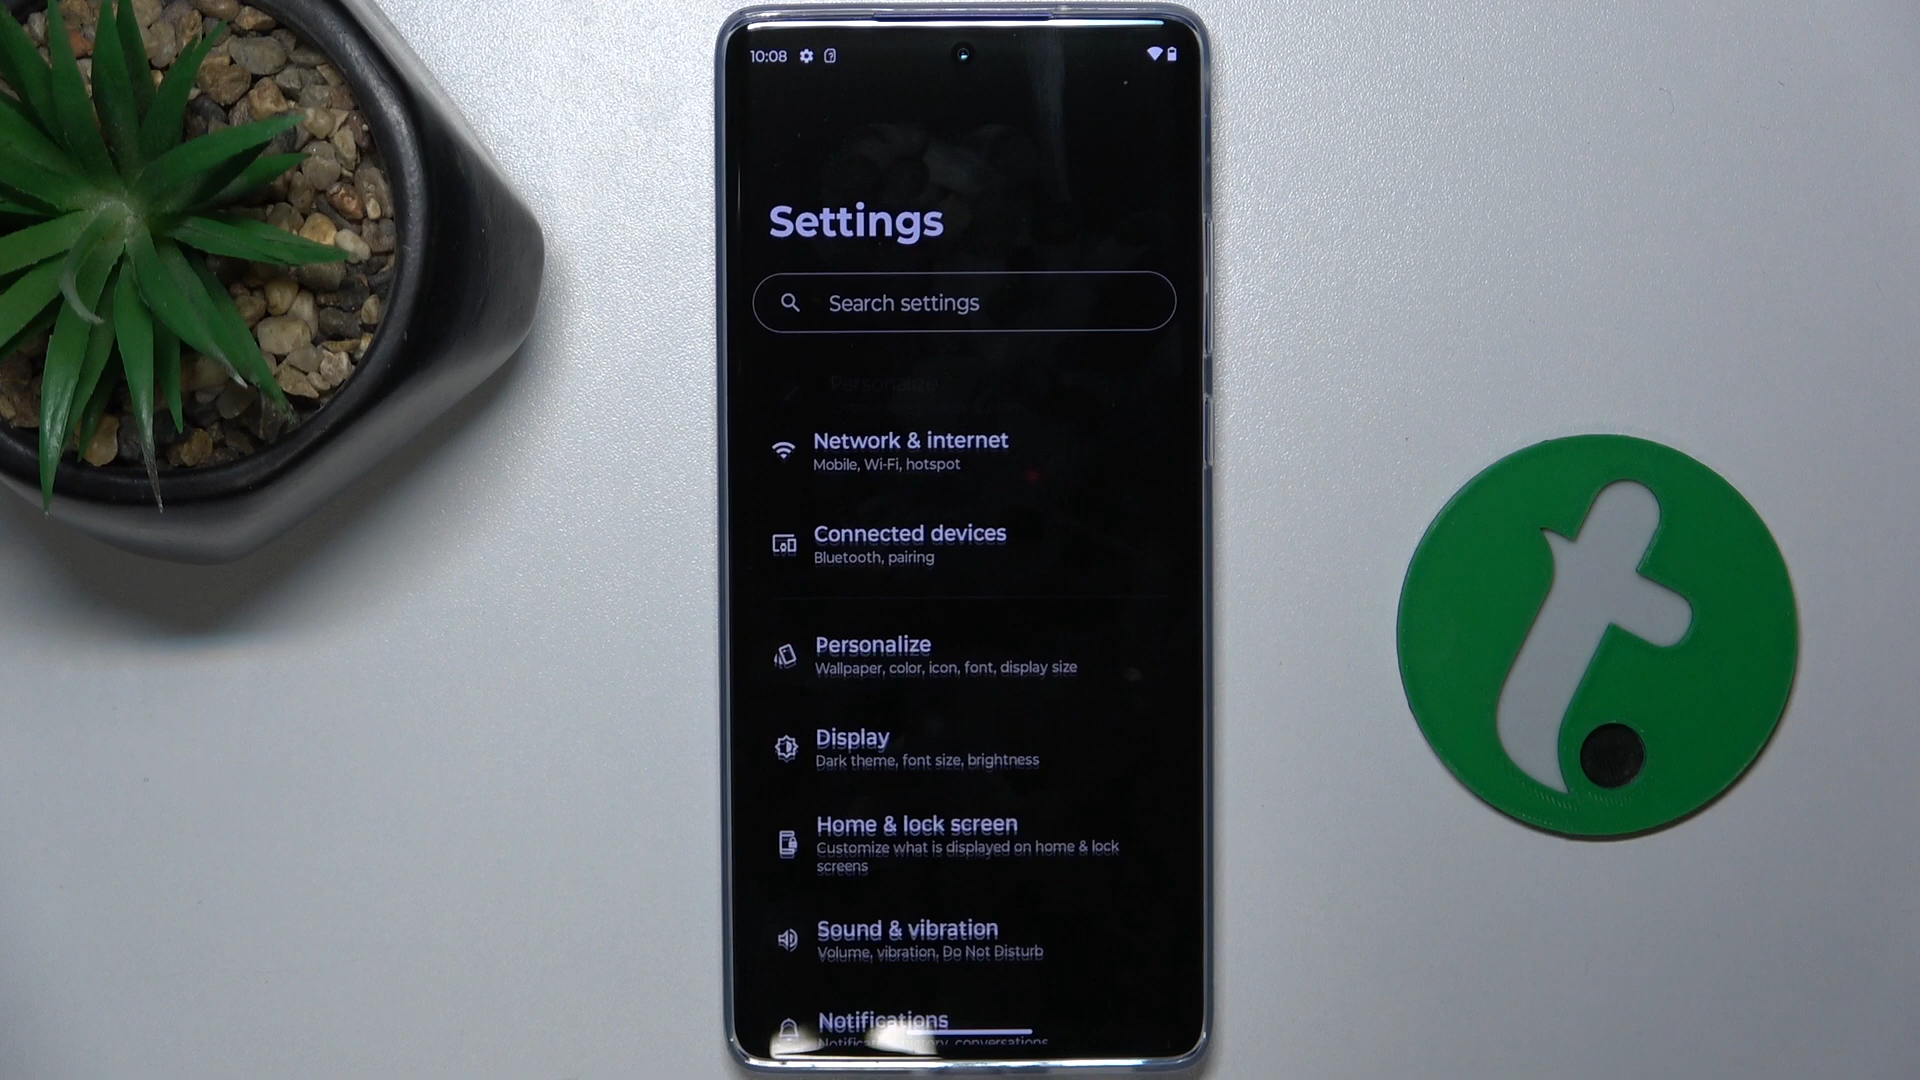 10:08
Settings
Search settings
Personalize
Network & internet
Mobile, Wi-Fi, hotspot
Connected devices
Bluetooth, pairing
Personalize
Wallpaper, color, icon, font, display size
Display
Dark theme, font size, brightness
Home & lock screen
Customize what is displayed on home & lock
screens
Sound & vibration
Volume, vibration, Do Not Disturb
Notifications
conversations